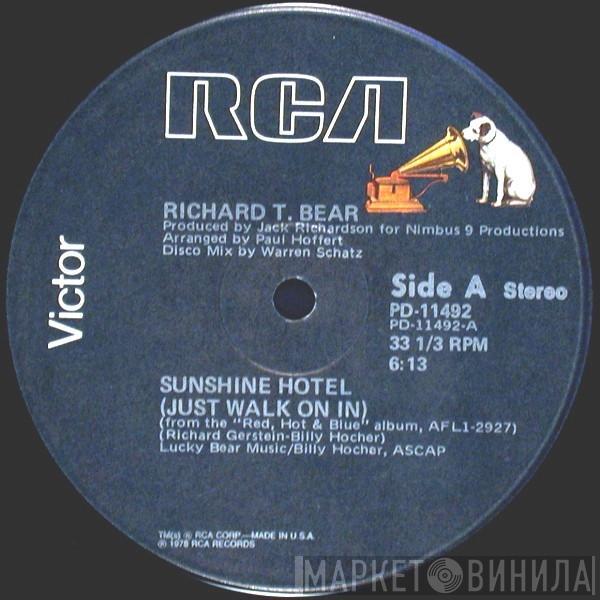 RCA
Victor
RICHARD T. BEAR
Produced by Jack Richardson for Nimbus 9 Productions
Arranged by Paul Hoffert
Disco Mix by Warren Schatz
Side A Stereo
PD-11492
PD-11492-A
33 1/3 RPM
6:13
SUNSHINE HOTEL
(JUST WALK ON IN)
(from the "Red, Hot & Blue" album, AFL1-2927)
(Richard Gerstein-Billy Hocher)
Lucky Bear Music/Billy Hocher, ASCAP
TM(s) ® RCA CORP.—MADE IN U.S.A.
℗ 1978 RCA RECORDS
МАРКЕТ ВИНИЛА